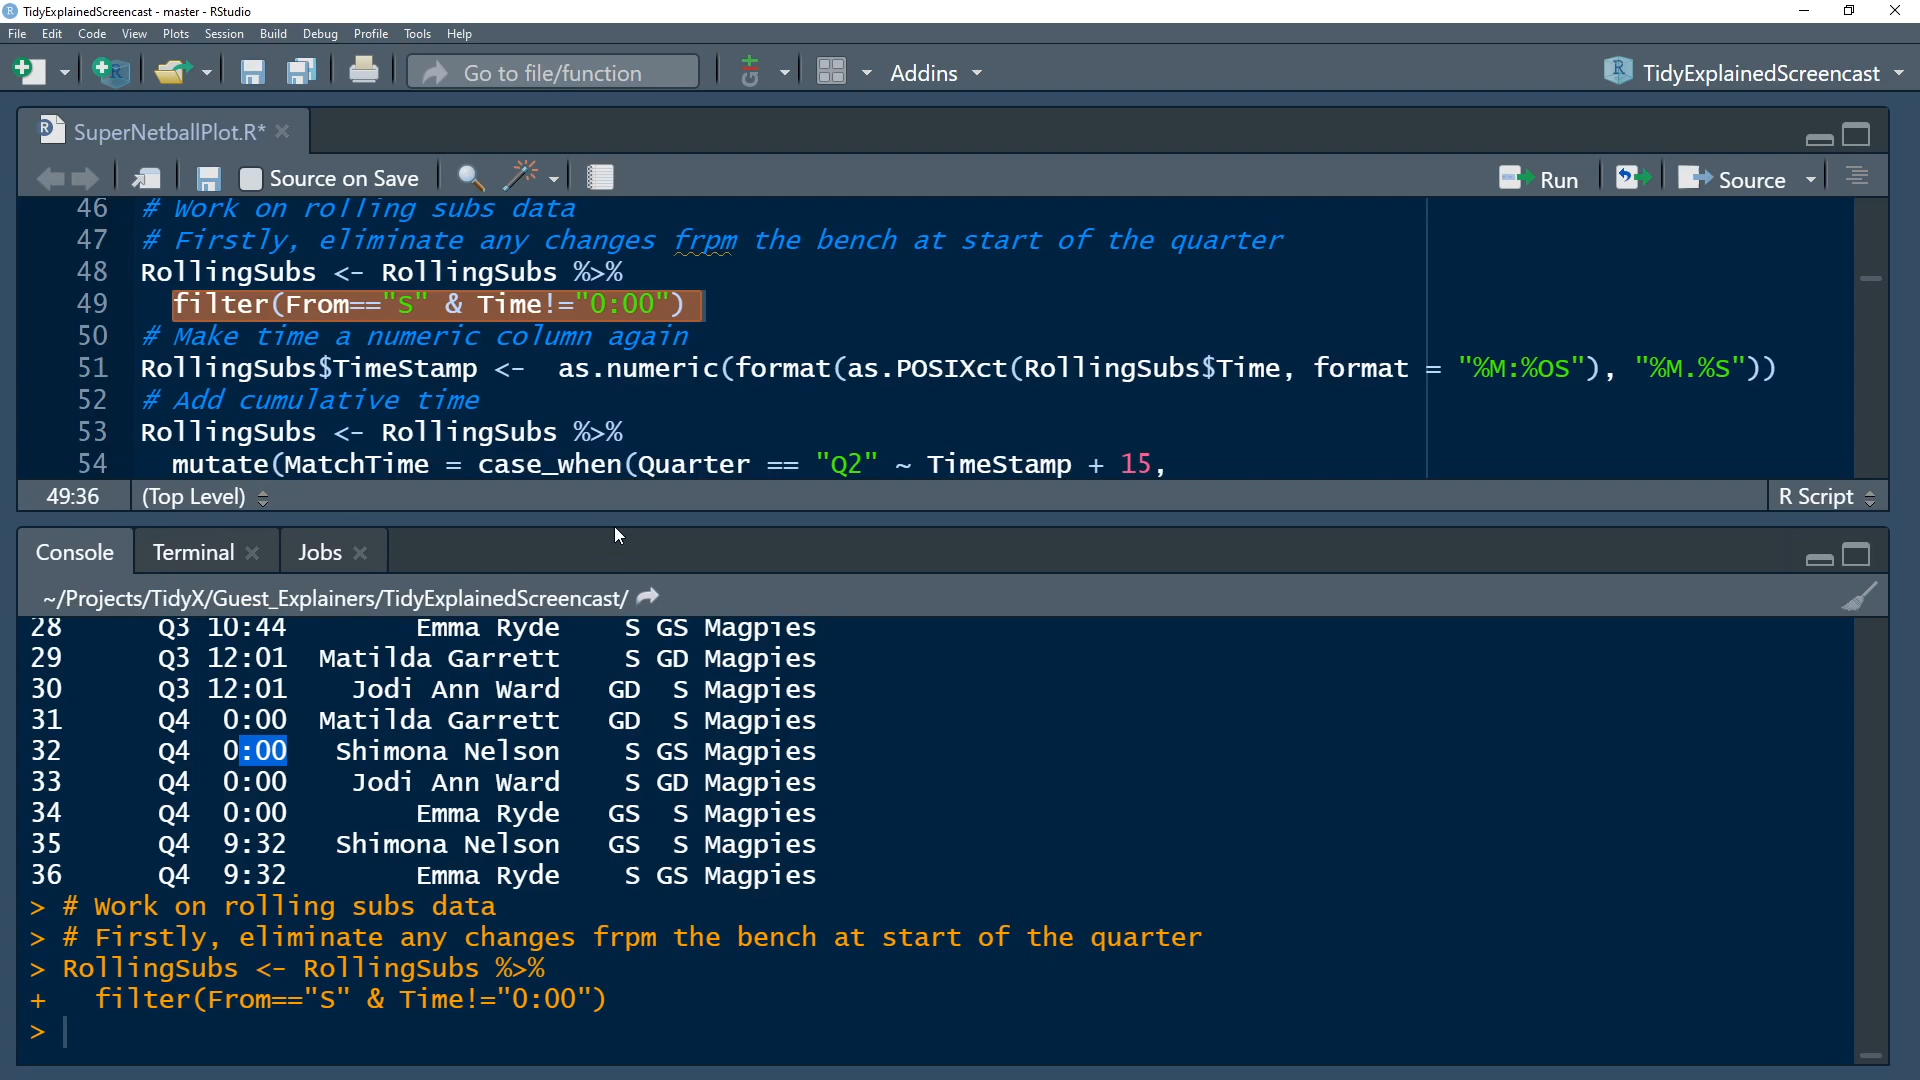 TidyExplainedScreencast - master - RStudio
File Edit Code View Plots Session Build Debug Profile Tools Help
Go to file/function Addins TidyExplainedScreencast
SuperNetballPlot.R*
Source on Save Run Source
46 # Work on rolling subs data
47 # Firstly, eliminate any changes frpm the bench at start of the quarter
48 RollingSubs <- RollingSubs %>%
49 filter(From=="S" & Time!="0:00")
50 # Make time a numeric column again
51 RollingSubs$TimeStamp <- as.numeric(format(as.POSIXct(RollingSubs$Time, format = "%M:%OS"), "%M.%S"))
52 # Add cumulative time
53 RollingSubs <- RollingSubs %>%
54 mutate(MatchTime = case_when(Quarter == "Q2" ~ TimeStamp + 15,
49:36 (Top Level) R Script
Console Terminal Jobs
~/Projects/TidyX/Guest_Explainers/TidyExplainedScreencast/
28 Q3 10:44 Emma Ryde S GS Magpies
29 Q3 12:01 Matilda Garrett S GD Magpies
30 Q3 12:01 Jodi Ann Ward GD S Magpies
31 Q4 0:00 Matilda Garrett GD S Magpies
32 Q4 0:00 Shimona Nelson S GS Magpies
33 Q4 0:00 Jodi Ann Ward S GD Magpies
34 Q4 0:00 Emma Ryde GS S Magpies
35 Q4 9:32 Shimona Nelson GS S Magpies
36 Q4 9:32 Emma Ryde S GS Magpies
> # Work on rolling subs data
> # Firstly, eliminate any changes frpm the bench at start of the quarter
> RollingSubs <- RollingSubs %>%
+ filter(From=="S" & Time!="0:00")
>